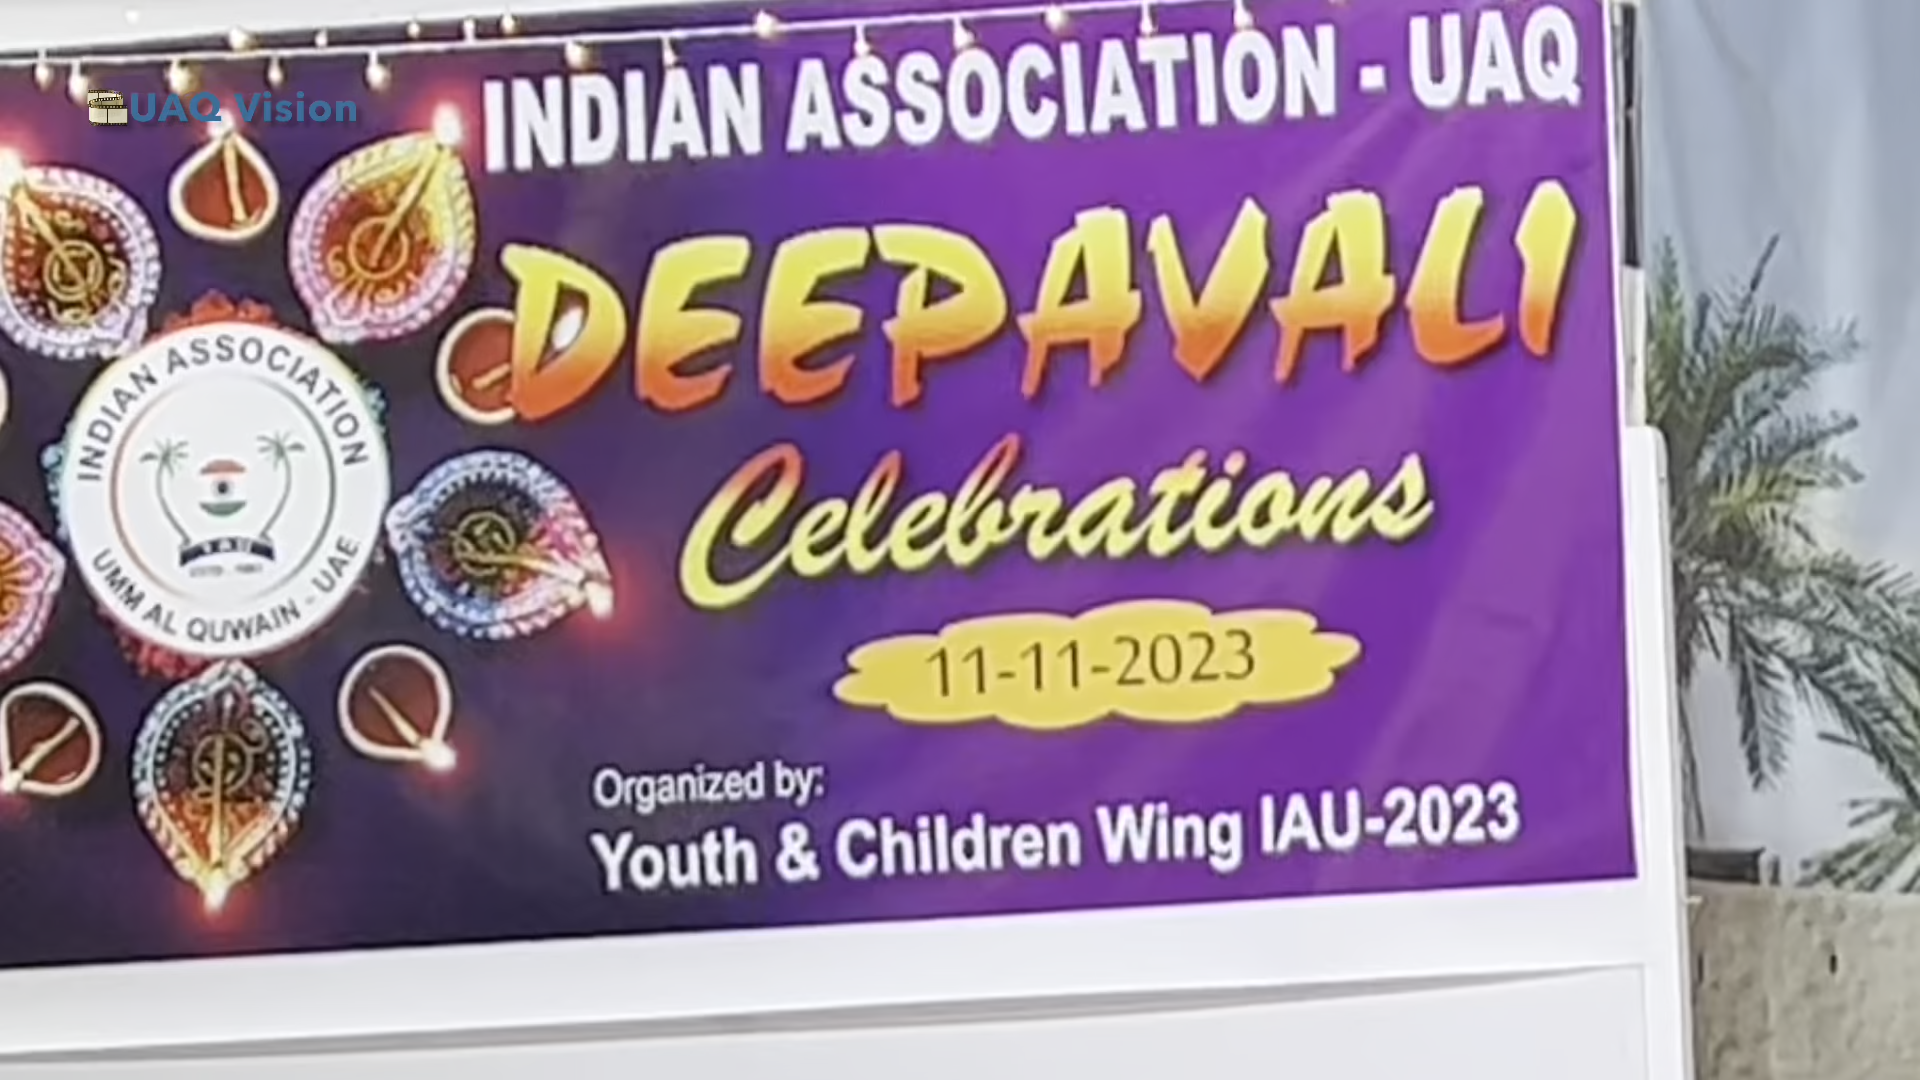 UAQ Vision
INDIAN ASSOCIATION - UAQ
DEEPAVALI
Celebrations
11-11-2023
Organized by:
Youth & Children Wing IAU-2023
INDIAN ASSOCIATION
UMM AL QUWAIN - UAE